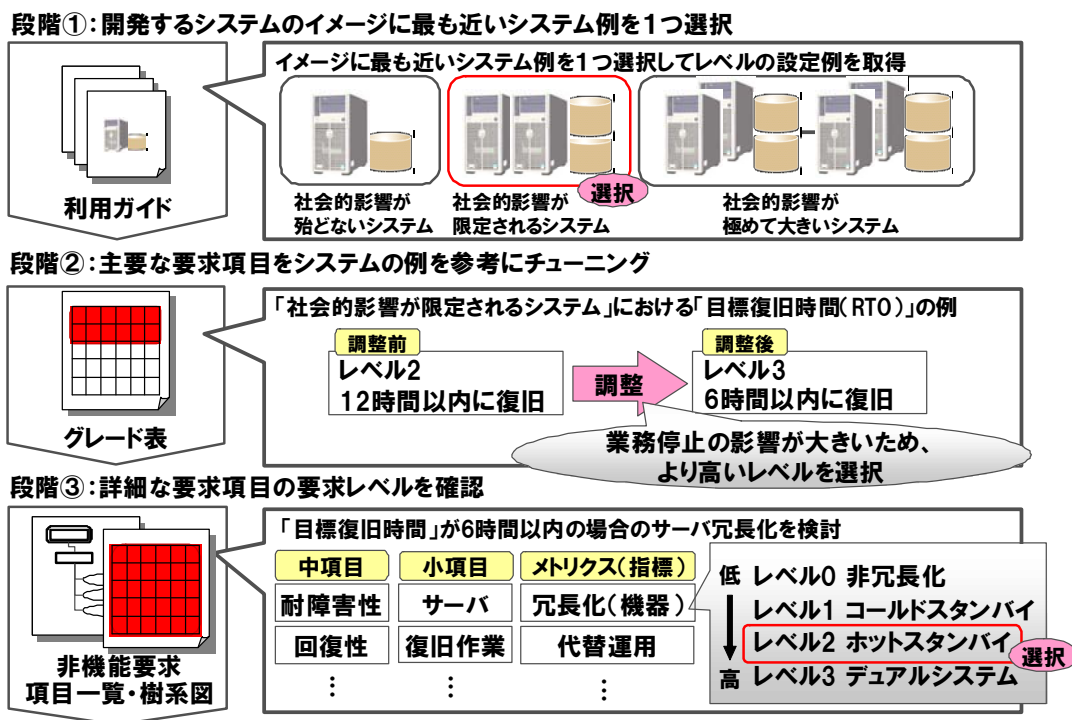 段階①:開発するシステムのイメージに最も近いシステム例を1つ選択
利用ガイド
イメージに最も近いシステム例を1つ選択してレベルの設定例を取得
社会的影響が
殆どないシステム
社会的影響が
限定されるシステム
選択
社会的影響が
極めて大きいシステム
段階②:主要な要求項目をシステムの例を参考にチューニング
グレード表
「社会的影響が限定されるシステム」における「目標復旧時間(RTO)」の例
調整前
レベル2
12時間以内に復旧
調整
調整後
レベル3
6時間以内に復旧
業務停止の影響が大きいため、
より高いレベルを選択
段階③:詳細な要求項目の要求レベルを確認
非機能要求
項目一覧・樹系図
「目標復旧時間」が6時間以内の場合のサーバ冗長化を検討
中項目 小項目 メトリクス(指標)
耐障害性 サーバ 冗長化(機器)
回復性 復旧作業 代替運用
⋮ ⋮ ⋮
低 レベル0 非冗長化
レベル1 コールドスタンバイ
レベル2 ホットスタンバイ
選択
高 レベル3 デュアルシステム